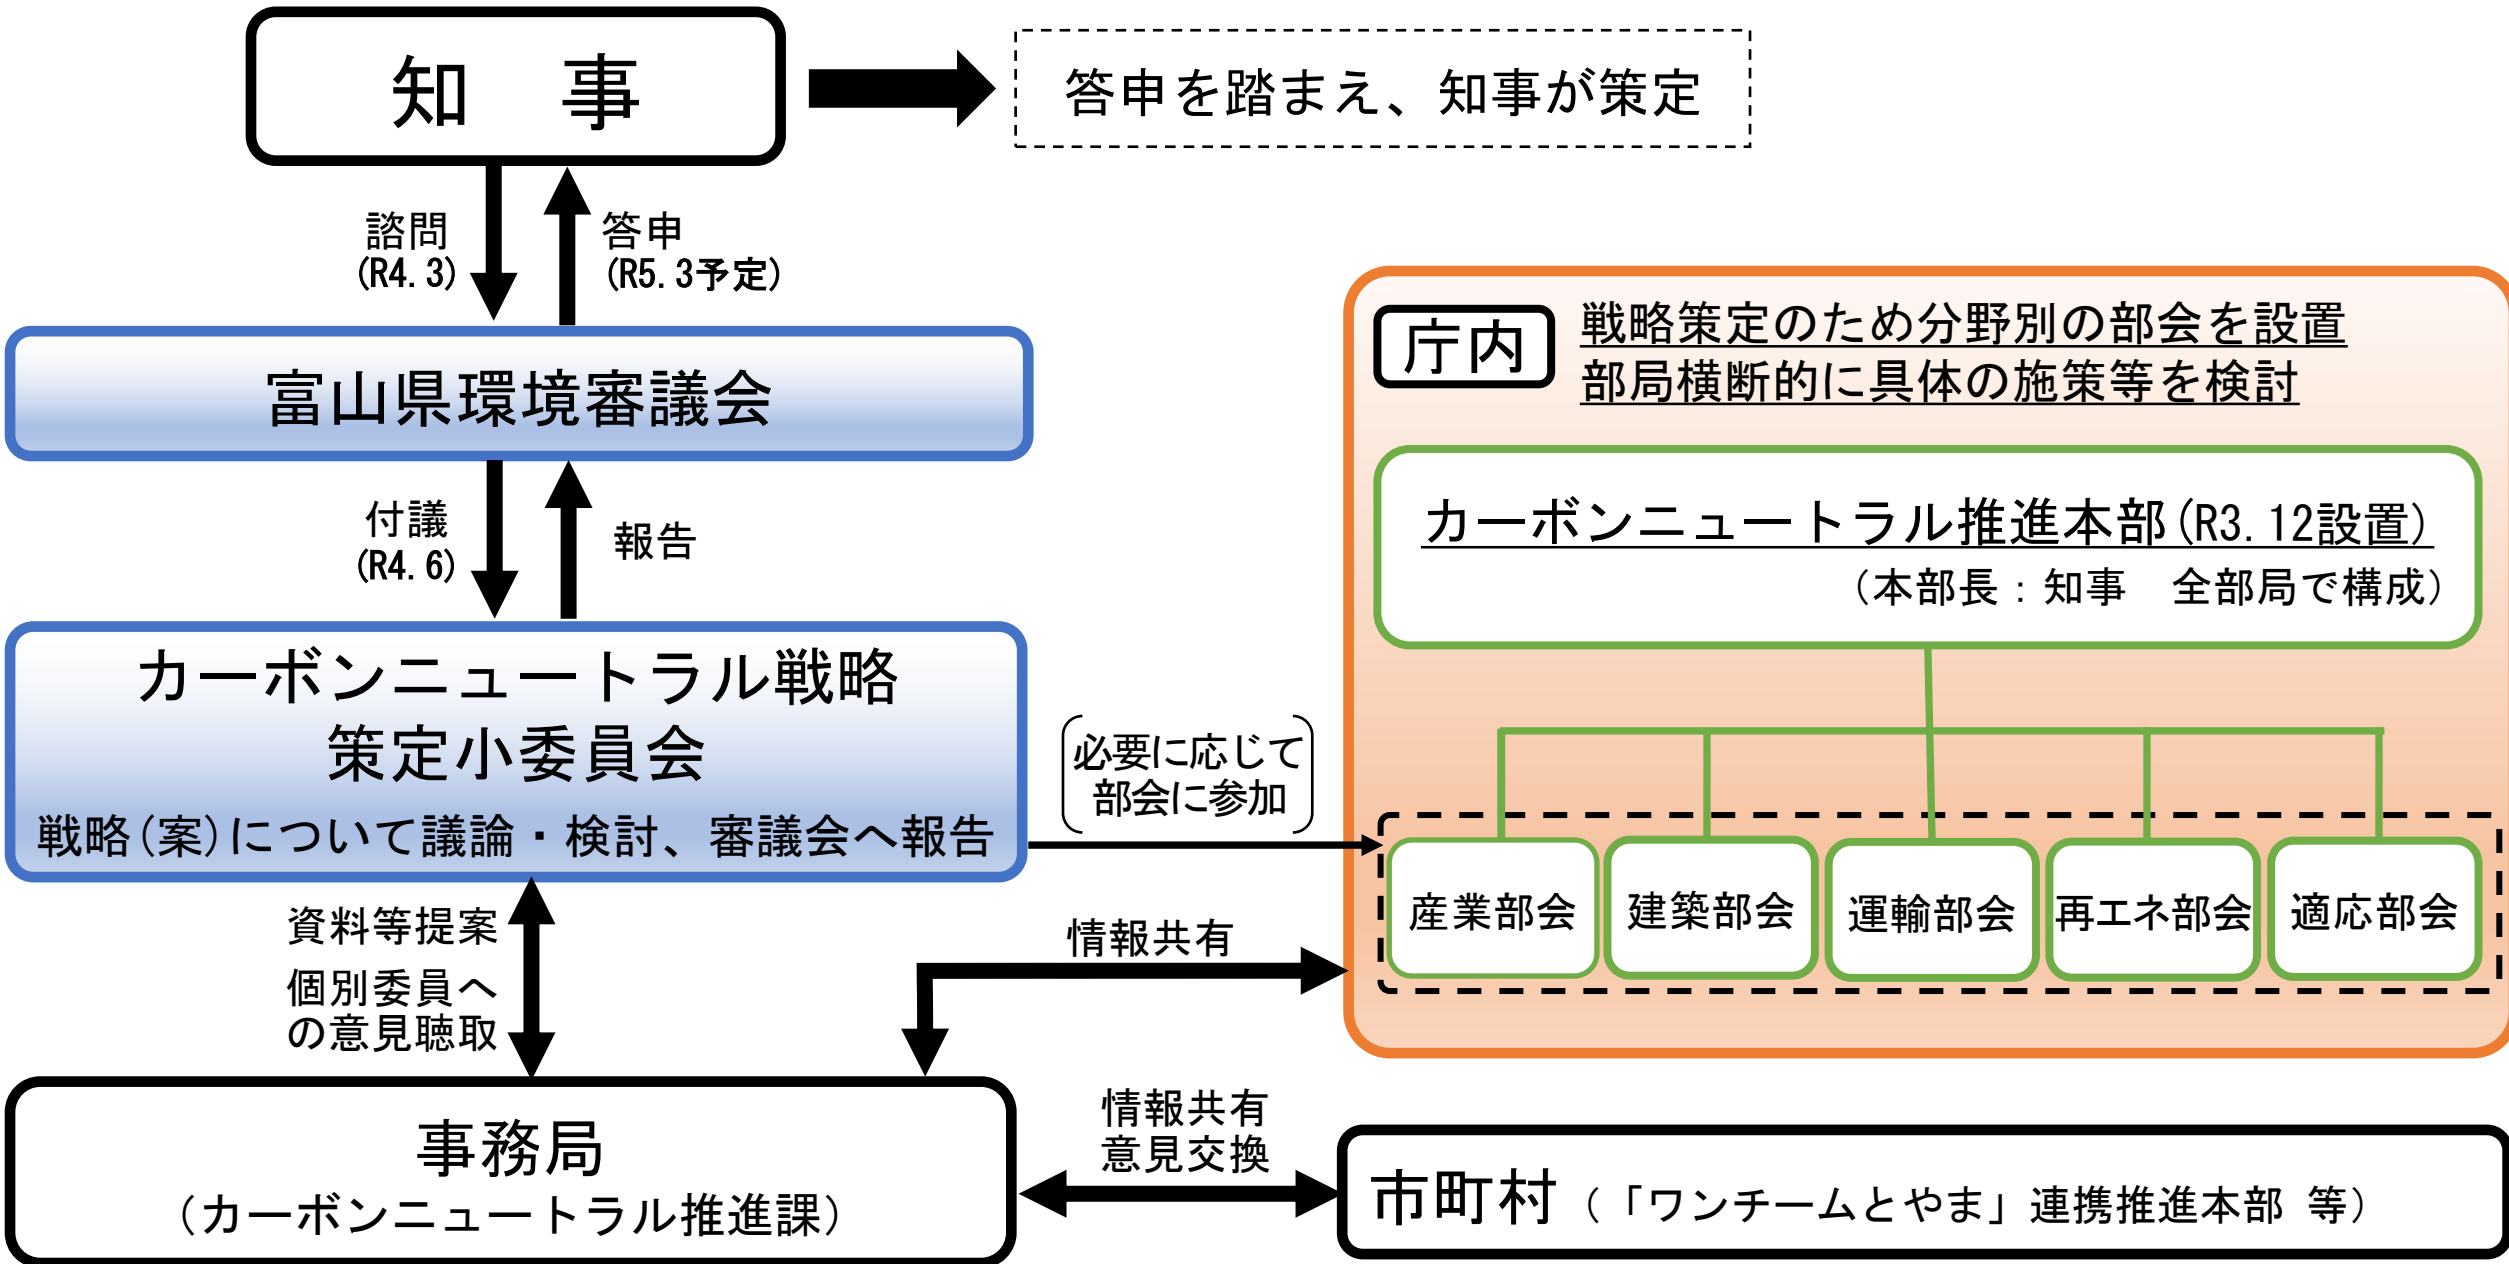 知　事
答申を踏まえ、知事が策定
諮問
(R4.3)
答申
(R5.3予定)
富山県環境審議会
付議
(R4.6)
報告
カーボンニュートラル戦略
策定小委員会
戦略(案)について議論・検討、審議会へ報告
必要に応じて
部会に参加
庁内
戦略策定のため分野別の部会を設置
部局横断的に具体の施策等を検討
カーボンニュートラル推進本部(R3.12設置)
（本部長：知事　全部局で構成）
産業部会
建築部会
運輸部会
再エネ部会
適応部会
資料等提案
個別委員へ
の意見聴取
情報共有
事務局
（カーボンニュートラル推進課）
情報共有
意見交換
市町村（「ワンチームとやま」連携推進本部 等）